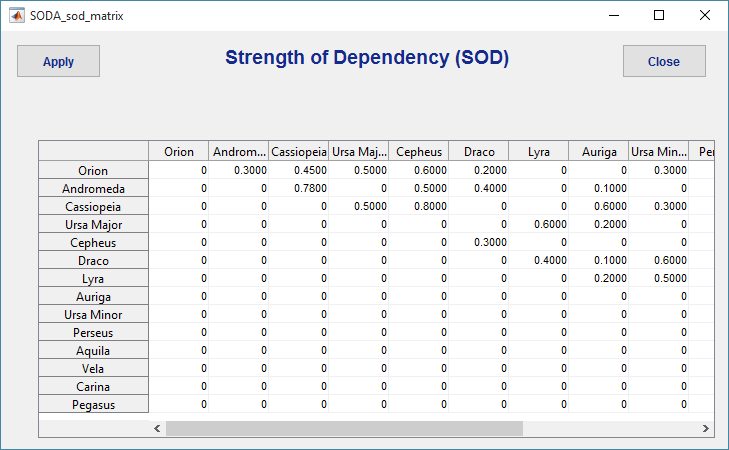 SODA_sod_matrix
Apply
Strength of Dependency (SOD)
Close
Orion Androm... Cassiopeia Ursa Maj... Cepheus Draco Lyra Auriga Ursa Min... Per
Orion 0 0.3000 0.4500 0.5000 0.6000 0.2000 0 0 0.3000
Andromeda 0 0 0.7800 0 0.5000 0.4000 0 0.1000 0
Cassiopeia 0 0 0 0.5000 0.8000 0 0 0.6000 0.3000
Ursa Major 0 0 0 0 0 0 0.6000 0.2000 0
Cepheus 0 0 0 0 0 0.3000 0 0 0
Draco 0 0 0 0 0 0 0.4000 0.1000 0.6000
Lyra 0 0 0 0 0 0 0 0.2000 0.5000
Auriga 0 0 0 0 0 0 0 0 0
Ursa Minor 0 0 0 0 0 0 0 0 0
Perseus 0 0 0 0 0 0 0 0 0
Aquila 0 0 0 0 0 0 0 0 0
Vela 0 0 0 0 0 0 0 0 0
Carina 0 0 0 0 0 0 0 0 0
Pegasus 0 0 0 0 0 0 0 0 0